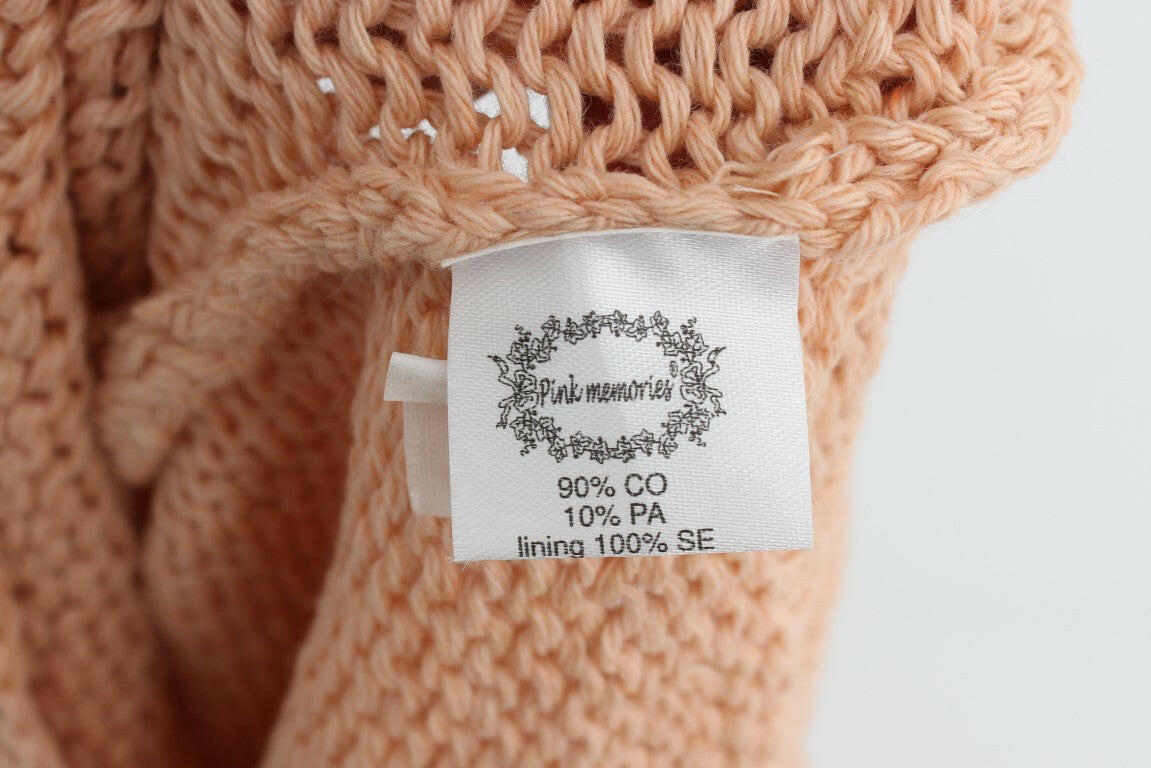 Pink memories
90% CO
10% PA
lining 100% SE